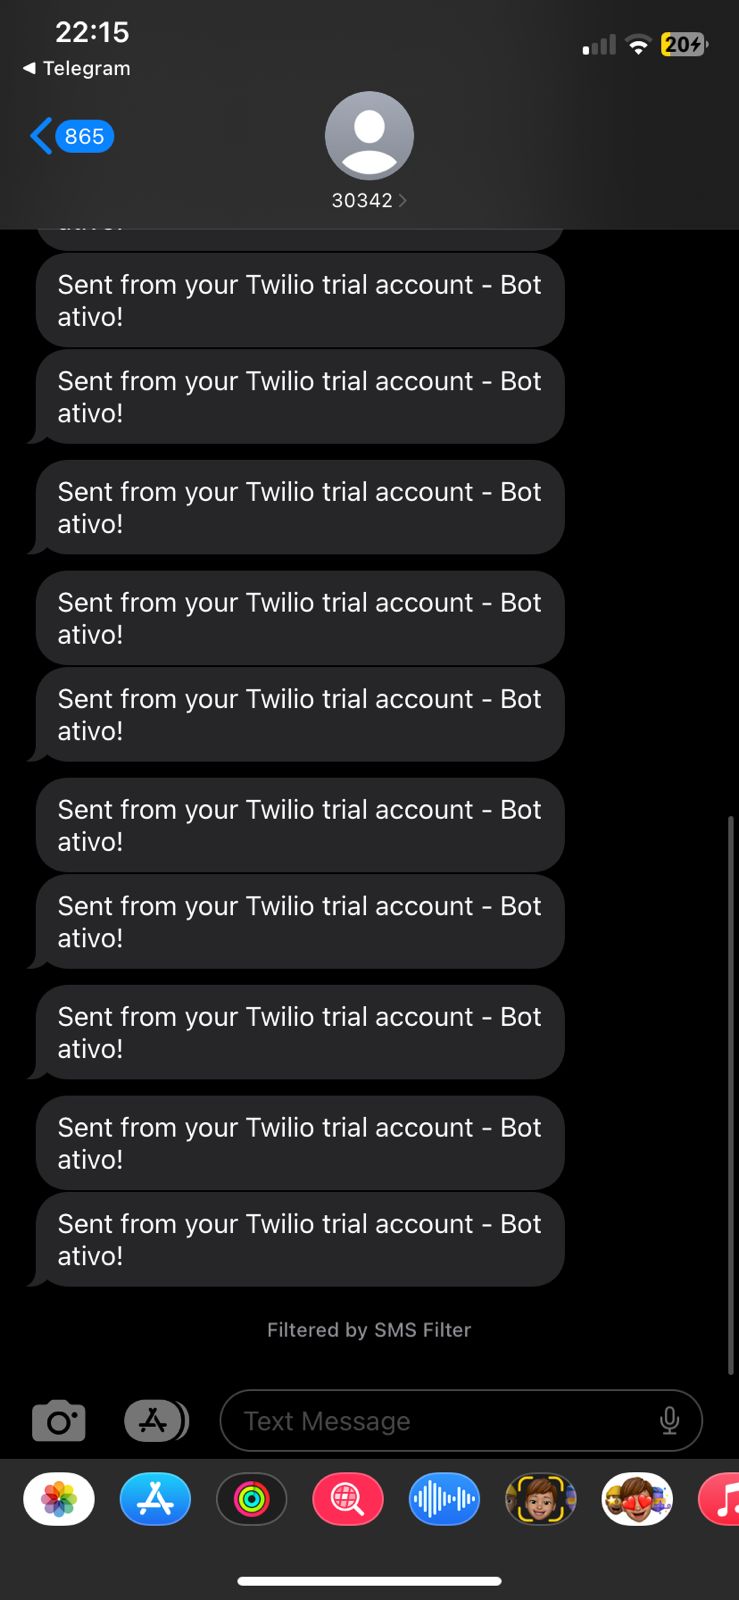 22:15
Telegram
20
865
30342
Sent from your Twilio trial account - Bot
ativo!
Sent from your Twilio trial account - Bot
ativo!
Sent from your Twilio trial account - Bot
ativo!
Sent from your Twilio trial account - Bot
ativo!
Sent from your Twilio trial account - Bot
ativo!
Sent from your Twilio trial account - Bot
ativo!
Sent from your Twilio trial account - Bot
ativo!
Sent from your Twilio trial account - Bot
ativo!
Sent from your Twilio trial account - Bot
ativo!
Sent from your Twilio trial account - Bot
ativo!
Filtered by SMS Filter
Text Message